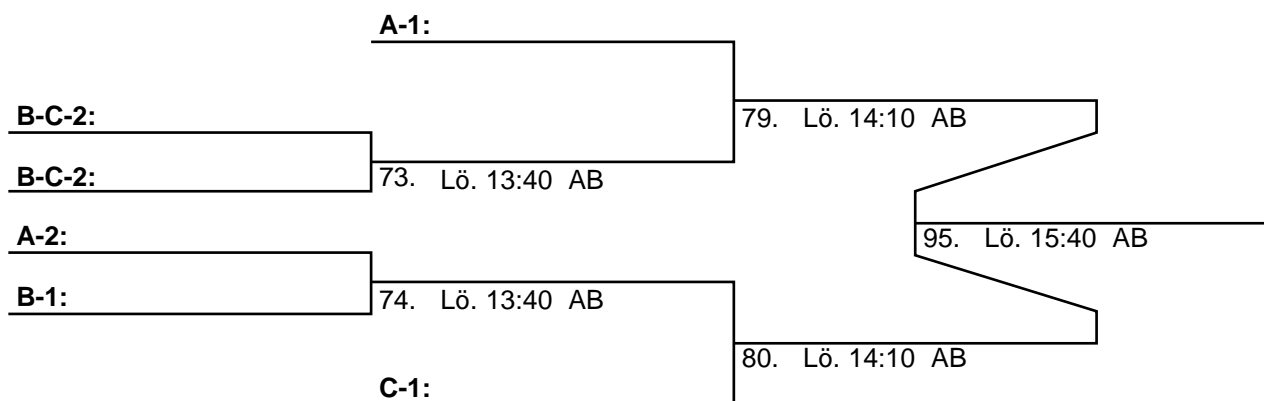 A-1:
B-C-2:
79. Lö. 14:10 AB
B-C-2:
73. Lö. 13:40 AB
A-2:
95. Lö. 15:40 AB
B-1:
74. Lö. 13:40 AB
80. Lö. 14:10 AB
C-1: